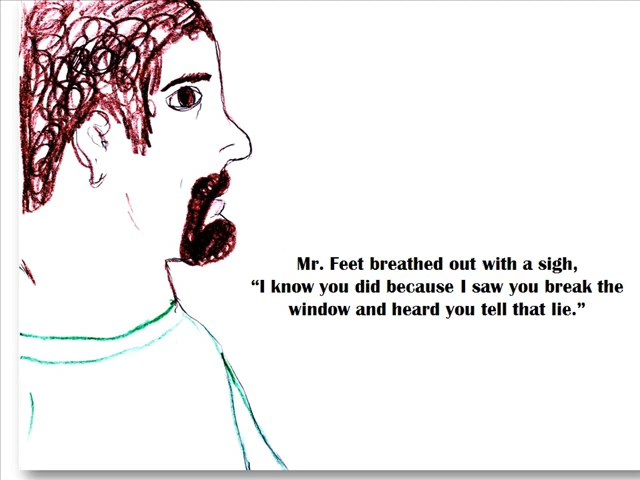 Mr. Feet breathed out with a sigh,
“I know you did because I saw you break the
window and heard you tell that lie.”